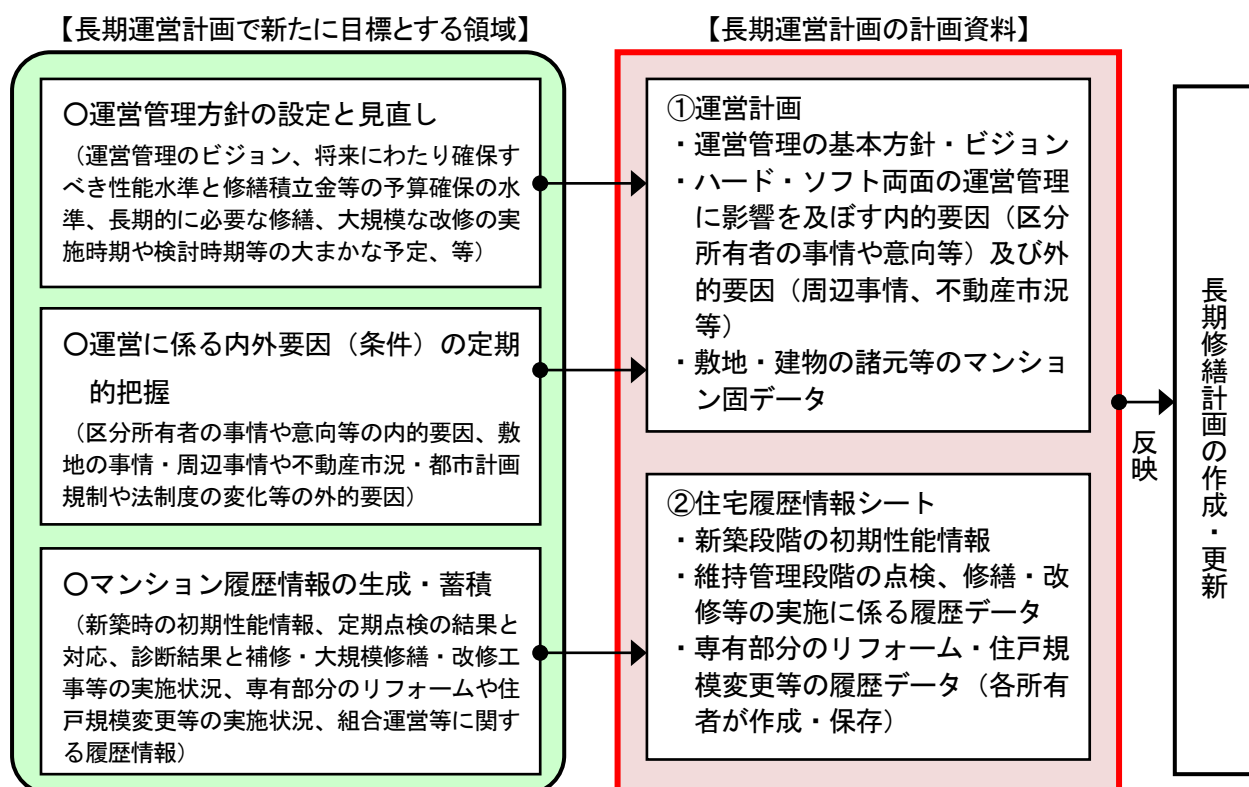 【長期運営計画で新たに目標とする領域】
〇運営管理方針の設定と見直し
（運営管理のビジョン、将来にわたり確保す
べき性能水準と修繕積立金等の予算確保の水
準、長期的に必要な修繕、大規模な改修の実
施時期や検討時期等の大まかな予定、等）
〇運営に係る内外要因（条件）の定期
的把握
（区分所有者の事情や意向等の内的要因、敷
地の事情・周辺事情や不動産市況・都市計画
規制や法制度の変化等の外的要因）
〇マンション履歴情報の生成・蓄積
（新築時の初期性能情報、定期点検の結果と
対応、診断結果と補修・大規模修繕・改修工
事等の実施状況、専有部分のリフォームや住
戸規模変更等の実施状況、組合運営等に関す
る履歴情報）
【長期運営計画の計画資料】
①運営計画
・運営管理の基本方針・ビジョン
・ハード・ソフト両面の運営管理
に影響を及ぼす内的要因（区分
所有者の事情や意向等）及び外
的要因（周辺事情、不動産市況
等）
・敷地・建物の諸元等のマンショ
ン固データ
②住宅履歴情報シート
・新築段階の初期性能情報
・維持管理段階の点検、修繕・改
修等の実施に係る履歴データ
・専有部分のリフォーム・住戸規
模変更等の履歴データ（各所有
者が作成・保存）
反映
長期修繕計画の作成・更新